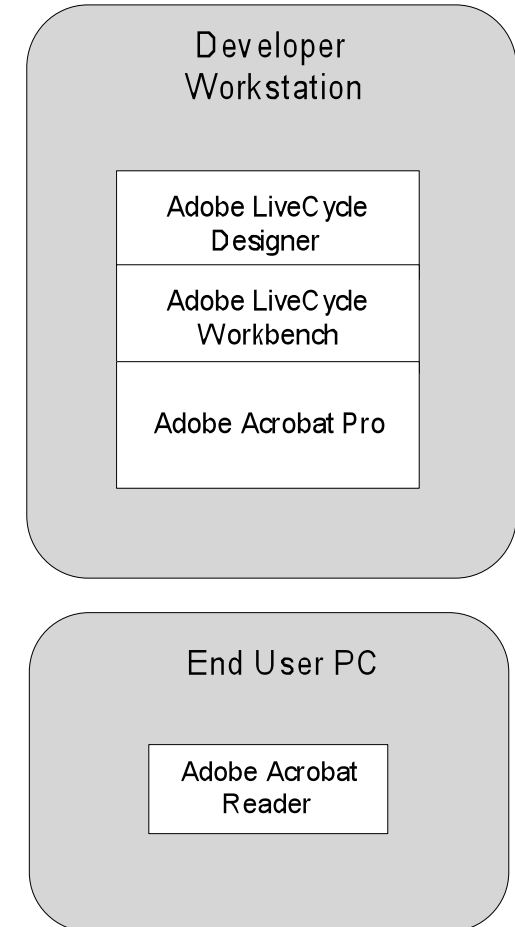 Developer
Workstation
Adobe LiveCycle
Designer
Adobe LiveCycle
Workbench
Adobe Acrobat Pro
End User PC
Adobe Acrobat
Reader